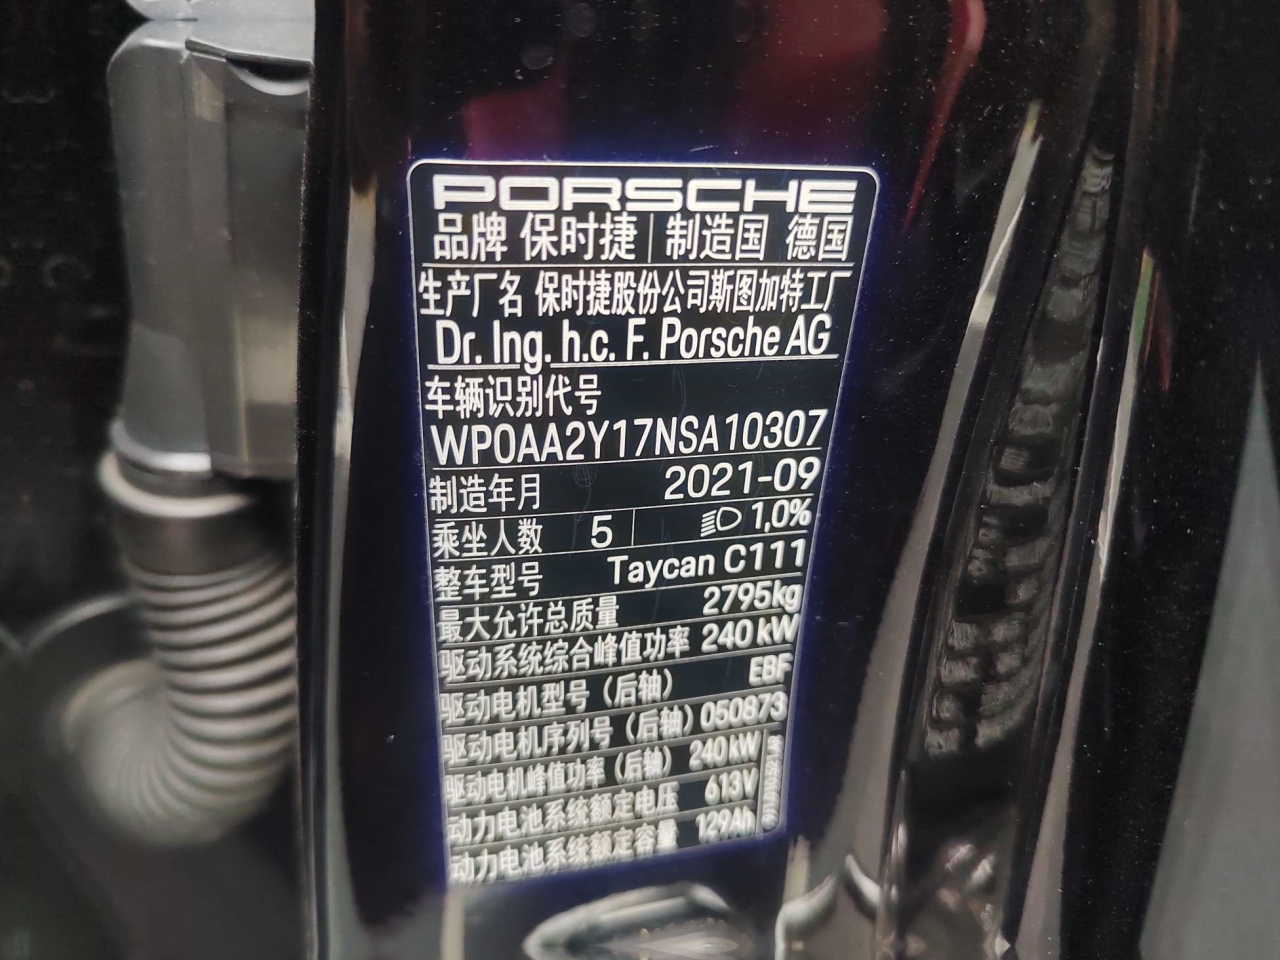 PORSCHE
品牌 保时捷 制造国 德国
生产厂名 保时捷股份公司斯图加特工厂
Dr. Ing. h.c. F. Porsche AG
车辆识别代号
WP0AA2Y17NSA10307
制造年月 2021-09
乘坐人数 5 1,0%
整车型号 Taycan C111
最大允许总质量 2795kg
驱动系统综合峰值功率 240kW
驱动电机型号（后轴） EBF
驱动电机序列号（后轴）050873
驱动电机峰值功率（后轴） 240kW
动力电池系统额定电压 613V
动力电池系统额定容量 129Ah